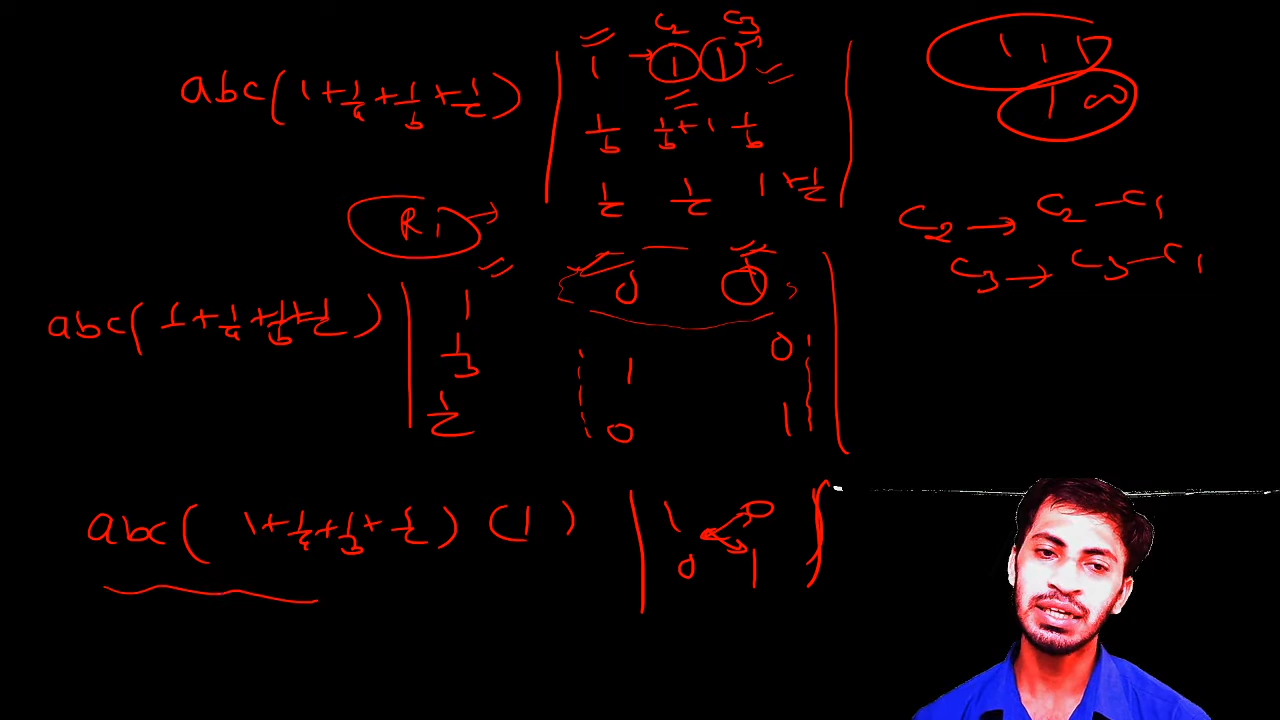 C2 C3
abc(1+1/a+1/b+1/c) | 1 → 1 1 |
| 1/b 1/b+1 1/b |
| 1/c 1/c 1+1/c |
1 1 1
1 0 0
R1 →
C2 → C2 - C1
C3 → C3 - C1
abc(1+1/a+1/b+1/c) | 1 0 0 |
| 1/b 1 0 |
| 1/c 0 1 |
abc(1+1/a+1/b+1/c) (1) | 1 0 |
| 0 1 |